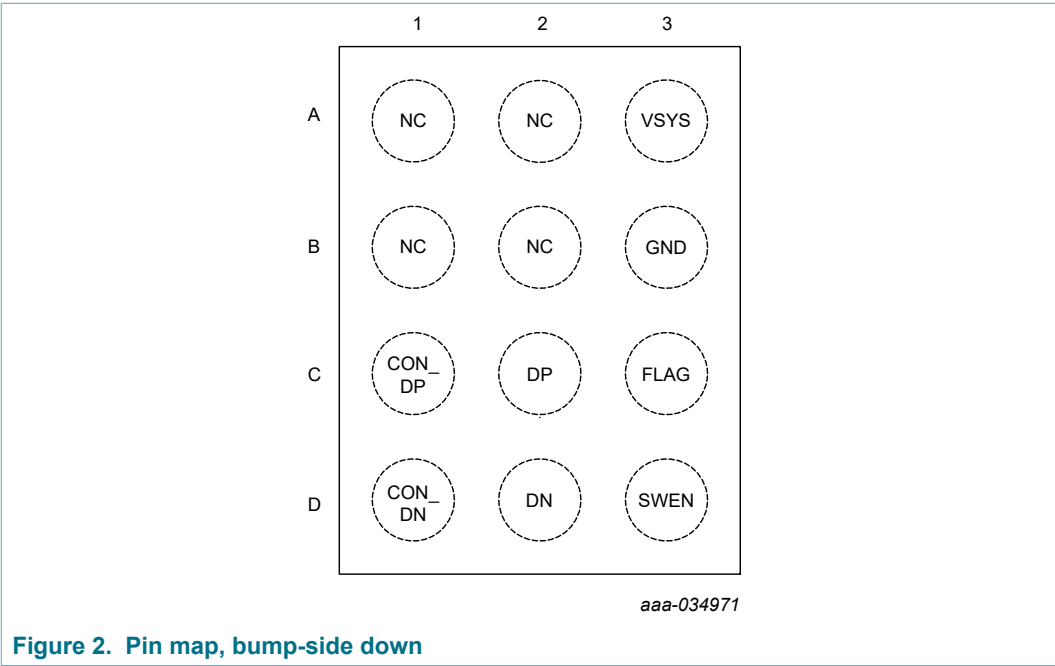 1 2 3
A NC NC VSYS
B NC NC GND
C CON_
DP DP FLAG
D CON_
DN DN SWEN
aaa-034971
Figure 2. Pin map, bump-side down